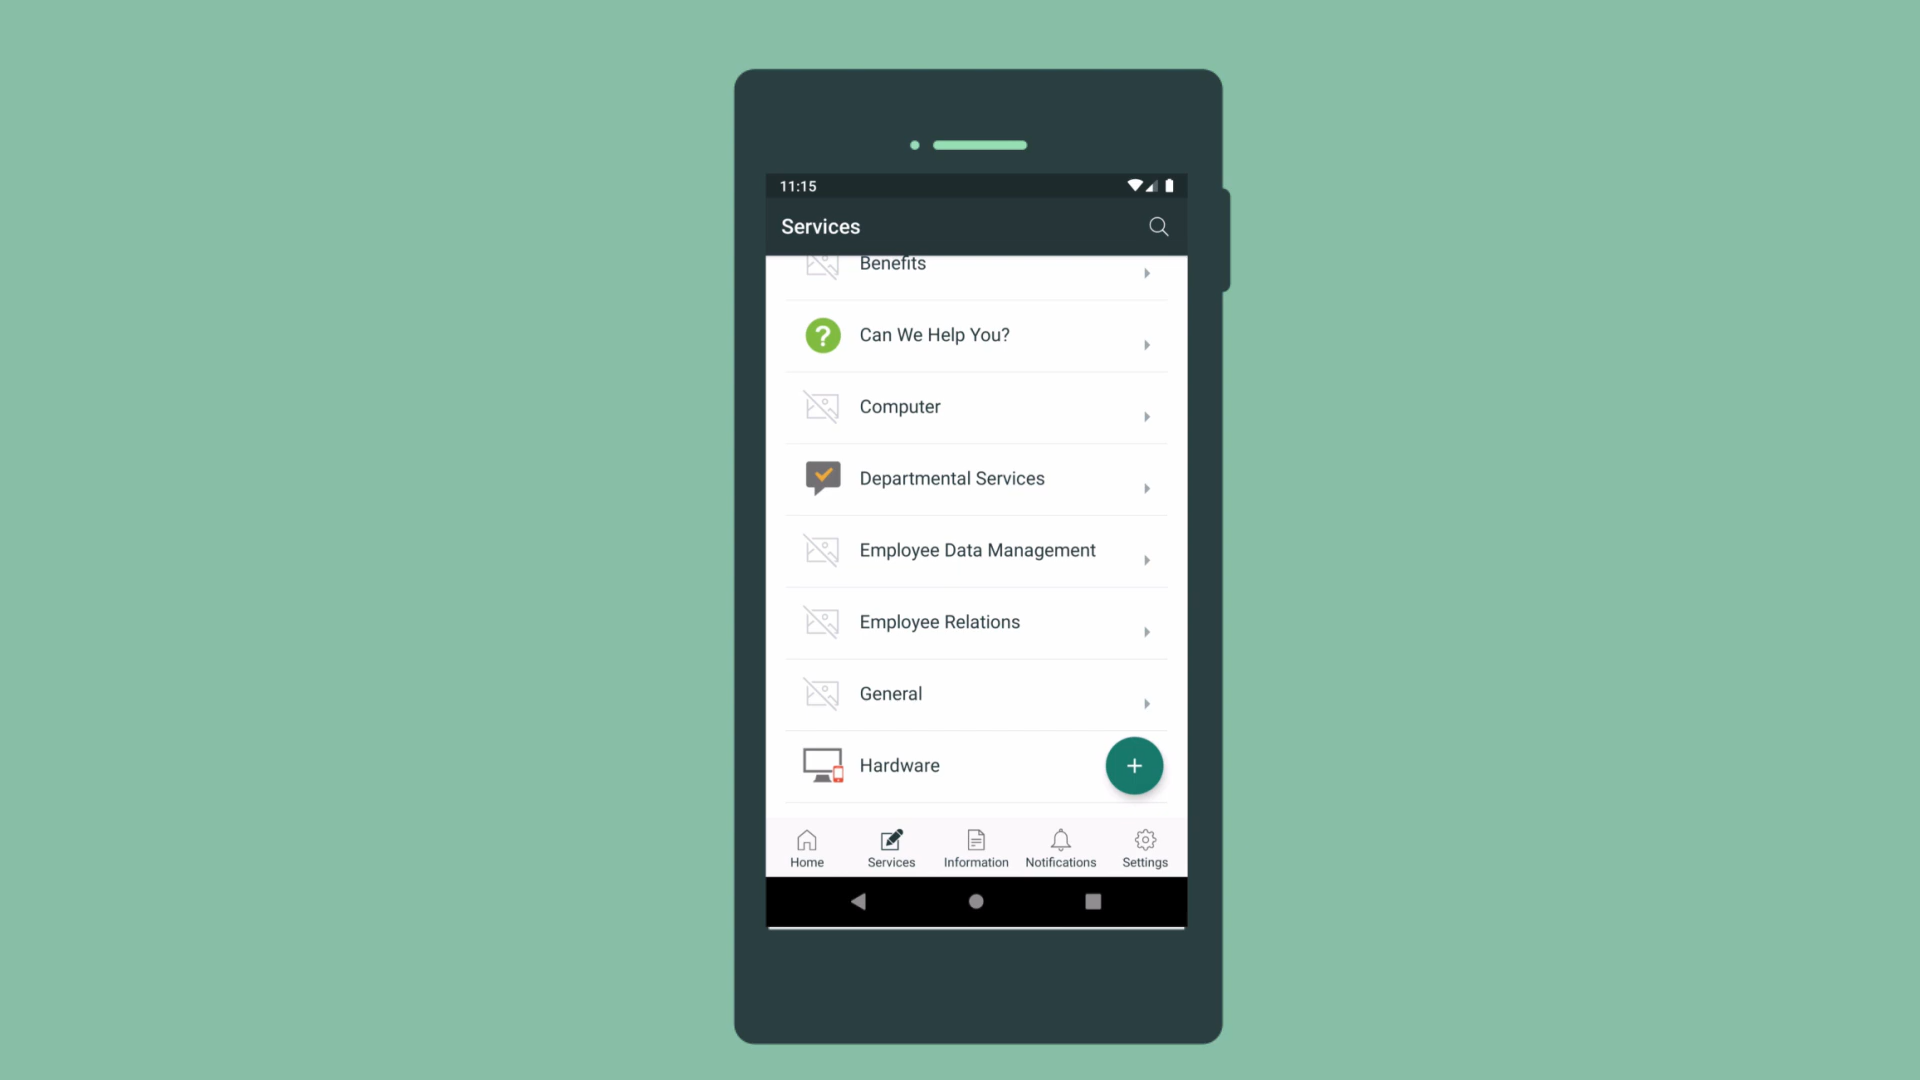 11:15
Services
Benefits
Can We Help You?
Computer
Departmental Services
Employee Data Management
Employee Relations
General
Hardware
Home
Services
Information
Notifications
Settings